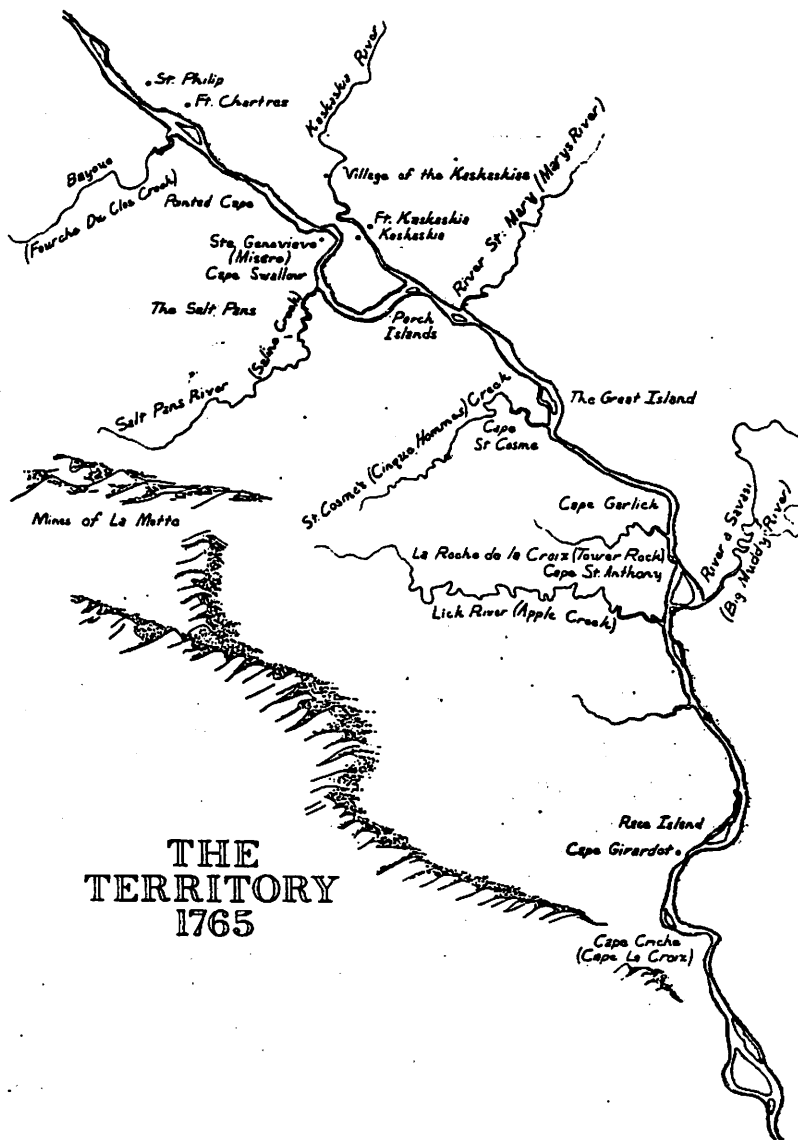 St. Philip
Ft. Chartres
Kaskaskia River
Bayouo
(Fourche Du Clos Creek)
Village of the Kaskaskias
River St. Mary (Marys River)
Panted Cape
Ft. Kaskaskia
Kaskaskia
Ste. Genevieve
(Misere)
Cape Swallow
The Salt Pans
(Saline Creek)
Perch
Islands
Salt Pans River
The Great Island
St. Cosme's (Cinque Hommes) Creek
Cape
St Cosme
Mines of La Motta
Cape Garlick
River a Savasi
(Big Muddy River)
La Roche de la Croix (Tower Rock)
Cape St. Anthony
Lick River (Apple Creek)
Race Island
Cape Girardot
THE
TERRITORY
1765
Cape Criche
(Cape La Croix)